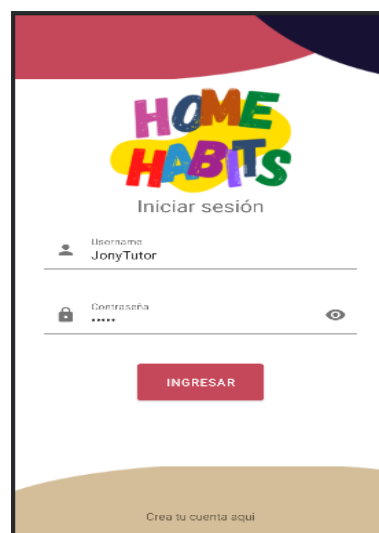 HOME
HABITS
Iniciar sesión
Username
JonyTutor
Contraseña
•••••
INGRESAR
Crea tu cuenta aqui